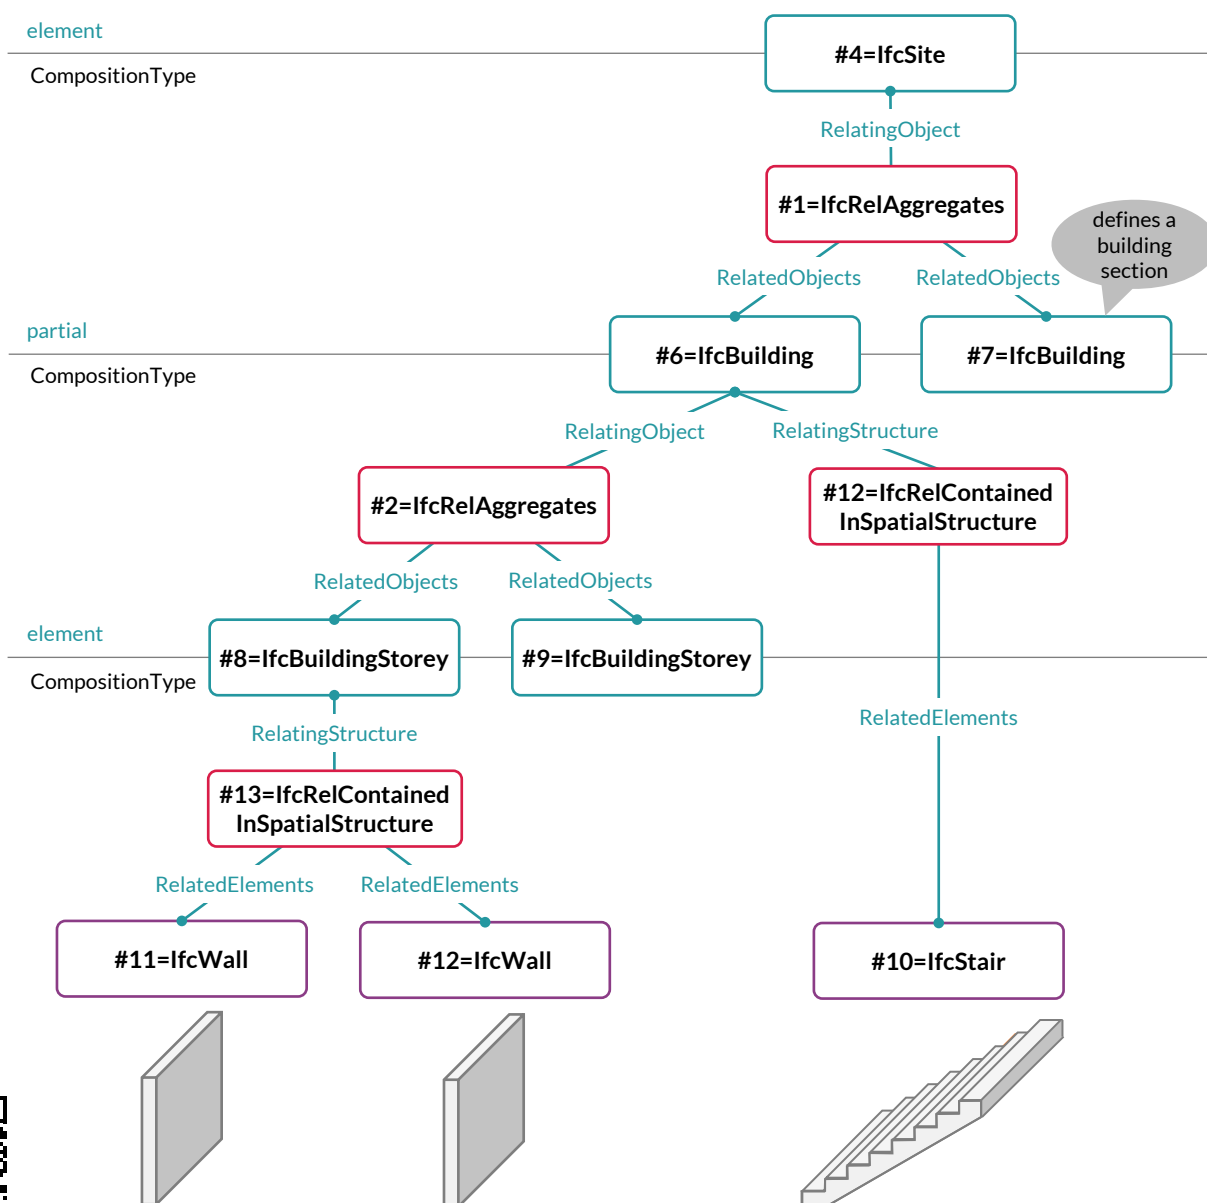 element
#4=IfcSite
CompositionType
RelatingObject
#1=IfcRelAggregates
defines a
building
section
RelatedObjects
RelatedObjects
partial
#6=IfcBuilding
#7=IfcBuilding
CompositionType
RelatingObject
RelatingStructure
#2=IfcRelAggregates
#12=IfcRelContained
InSpatialStructure
RelatedObjects
RelatedObjects
element
#8=IfcBuildingStorey
#9=IfcBuildingStorey
CompositionType
RelatedElements
RelatingStructure
#13=IfcRelContained
InSpatialStructure
RelatedElements
RelatedElements
#11=IfcWall
#12=IfcWall
#10=IfcStair